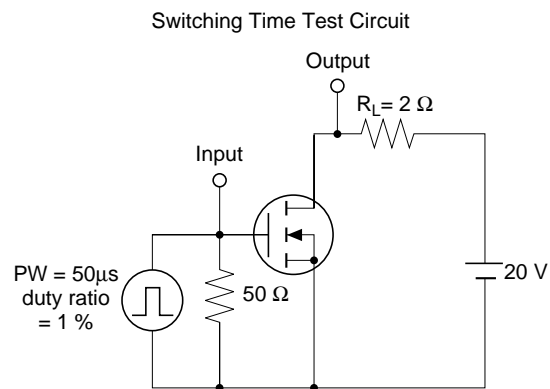 Switching Time Test Circuit
Output
R_L= 2 Ω
Input
PW = 50μs
duty ratio
= 1 %
50 Ω
20 V